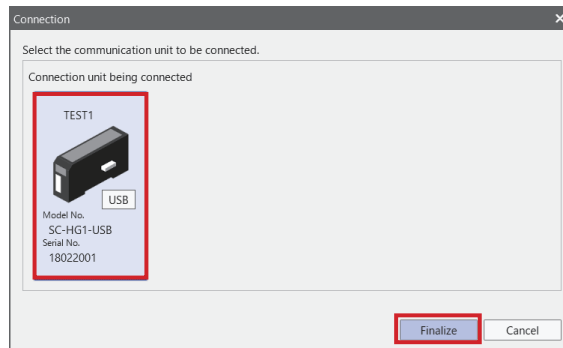 Connection
Select the communication unit to be connected.
Connection unit being connected
TEST1
USB
Model No.
SC-HG1-USB
Serial No.
18022001
Finalize
Cancel